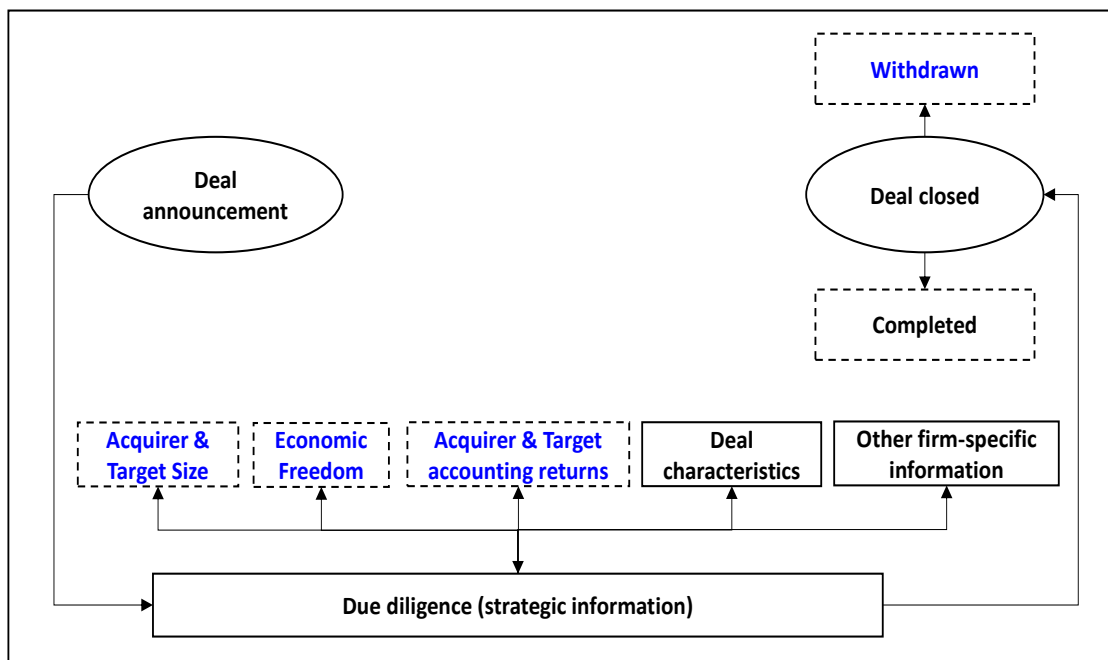 Withdrawn
Deal
announcement
Deal closed
Completed
Acquirer &
Target Size
Economic
Freedom
Acquirer & Target
accounting returns
Deal
characteristics
Other firm-specific
information
Due diligence (strategic information)